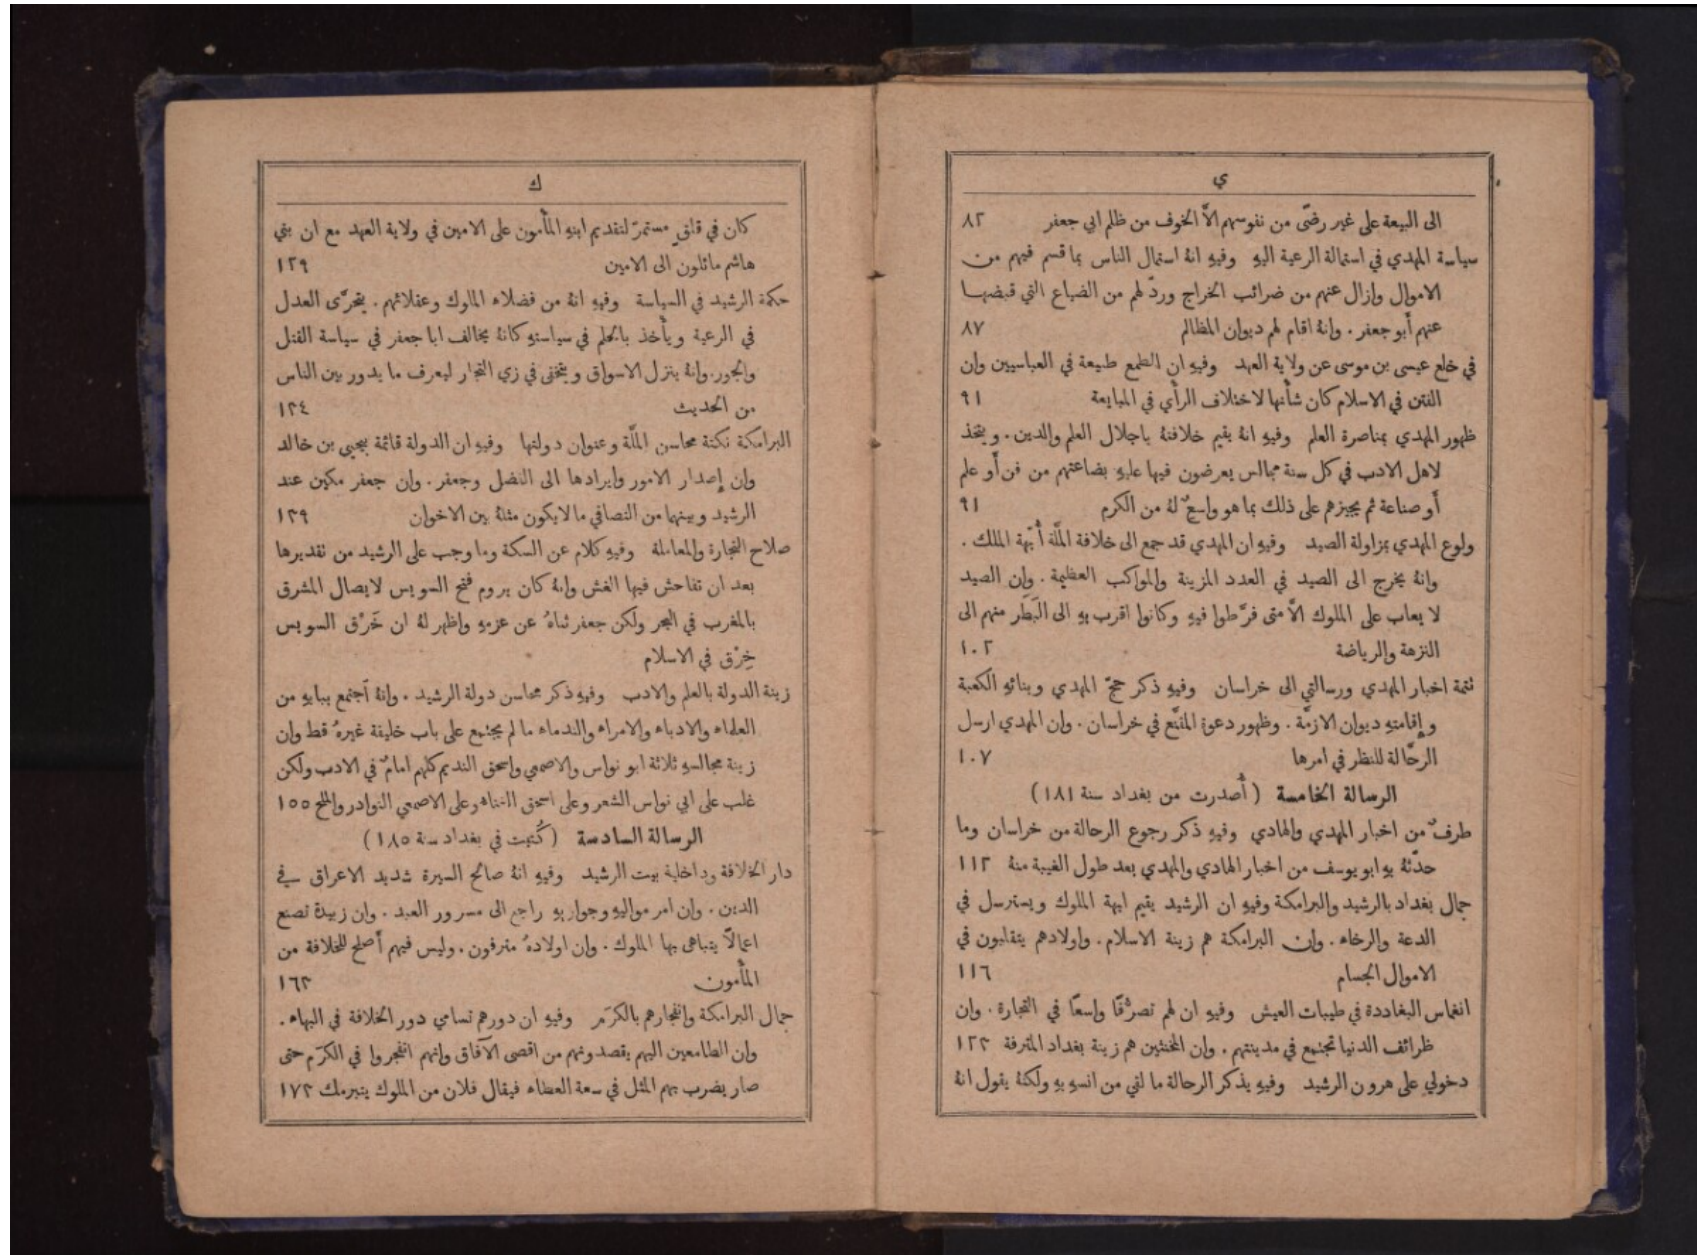 ي
الى البيعة على غير رضًى من نفوسهم الّا الخوف من ظلم ابي جعفر ٨٢
سياسة المهدي في استمالة الرعية اليهِ وفيهِ انهُ استمال الناس بما قسم فيهم من
الاموال وازال عنهم من ضرائب الخراج وردّ لهم من الضياع التي قبضها
عنهم أَبو جعفر . وانهُ اقام لهم ديوان المظالم ٨٧
في خلع عيسى بن موسى عن ولاية العهد وفيهِ ان الطمع طبيعة في العباسيين وان
الفتن في الاسلام كان شأنها لاختلاف الرأي في المبايعة ٩١
ظهور المهدي بمناصرة العلم وفيهِ انهُ يقيم خلافتهُ باجلال العلم والدين . ويتخذ
لاهل الادب في كل سنة مجالس يعرضون فيها عليهِ بضاعتهم من فن أَو علم
أَو صناعة ثم يجيزهم على ذلك بما هو واسعٌ لهُ من الكرم ٩١
ولوع المهدي بمزاولة الصيد وفيهِ ان المهدي قد جمع الى خلافة الملّة أُبّهة الملك .
وانهُ يخرج الى الصيد في العدد المزينة والمواكب العظيمة . وان الصيد
لا يعاب على الملوك الّا متى فرَّطوا فيهِ وكانوا اقرب بهِ الى البَطَر منهم الى
النزهة والرياضة ١٠٢
تتمة اخبار المهدي ورسالتي الى خراسان وفيهِ ذكر حجّ المهدي وبنائهِ الكعبة
وإِقامتهِ ديوان الازمَّة . وظهور دعوة المقنَّع في خراسان . وان المهدي ارسل
الرحَّالة للنظر في امرها ١٠٧
الرسالة الخامسة (أُصدرت من بغداد سنة ١٨١)
طرفٌ من اخبار المهدي والهادي وفيهِ ذكر رجوع الرحالة من خراسان وما
حدّثهُ بهِ ابو يوسف من اخبار الهادي والمهدي بعد طول الغيبة منهُ ١١٢
جمال بغداد بالرشيد والبرامكة وفيهِ ان الرشيد يقيم ابهة الملوك ويسترسل في
الدعة والرخاء . وان البرامكة هم زينة الاسلام . واولادهم يتقلبون في
الاموال الجسام ١١٦
انغماس البغاددة في طيبات العيش وفيهِ ان لهم تصرُّفًا واسعًا في التجارة . وان
ظرائف الدنيا تجتمع في مدينتهم . وان المخنثين هم زينة بغداد المترفة ١٢٣
دخولي على هرون الرشيد وفيهِ يذكر الرحالة ما لقي من انسهِ بهِ ولكنهُ يقول انهُ
ك
كان في قلقٍ مستمرّ لتقديم ابنهِ المأمون على الامين في ولاية العهد مع ان بني
هاشم مائلون الى الامين ١٢٩
حكمة الرشيد في السياسة وفيهِ انهُ من فضلاء الملوك وعقلائهم . يتحرَّى العدل
في الرعية ويأخذ بالحلم في سياستهِ كانهُ يخالف ابا جعفر في سياسة القتل
والجور . وانهُ ينزل الاسواق ويتخفى في زي التجار ليعرف ما يدور بين الناس
من الحديث ١٣٤
البرامكة نكتة محاسن الملّة وعنوان دولتها وفيهِ ان الدولة قائمة بيحيى بن خالد
وان إصدار الامور وايرادها الى الفضل وجعفر . وان جعفر مكين عند
الرشيد وبينهما من التصافي ما لا يكون مثلهُ بين الاخوان ١٣٩
صلاح التجارة والمعاملة وفيهِ كلام عن السكة وما وجب على الرشيد من تقديرها
بعد ان تفاحش فيها الغش وانهُ كان يروم فتح السويس لايصال المشرق
بالمغرب في البحر ولكن جعفر ثناهُ عن عزمهِ واظهر لهُ ان خَرْق السويس
خِرْق في الاسلام
زينة الدولة بالعلم والادب وفيهِ ذكر محاسن دولة الرشيد . وانهُ اجتمع ببابهِ من
العلماء والادباء والامراء والندماء ما لم يجتمع على باب خليفة غيرهُ قط وان
زينة مجالسهِ ثلاثة ابو نواس والاصمعي واسحق النديم كلهم امامٌ في الادب ولكن
غلب على ابي نواس الشعر وعلى اسحق الغناء وعلى الاصمعي النوادر والملح ١٥٥
الرسالة السادسة (كُتبت في بغداد سنة ١٨٥)
دار الخلافة وداخلية بيت الرشيد وفيهِ انهُ صالح السيرة شديد الاعراق في
الدين . وان امر مواليهِ وجواريهِ راجع الى مسرور العبد . وان زبيدة تصنع
اعمالًا يتباهى بها الملوك . وان اولادهُ مترفون . وليس فيهم أَصلح للخلافة من
المأمون ١٦٣
جمال البرامكة وانفجارهم بالكرَم وفيهِ ان دورهم تسامي دور الخلافة في البهاء .
وان الطامعين اليهم يقصدونهم من اقصى الآفاق وانهم انفجروا في الكرَم حتى
صار يضرب بهم المثل في سعة العطاء فيقال فلان من الملوك يتبرمك ١٧٣